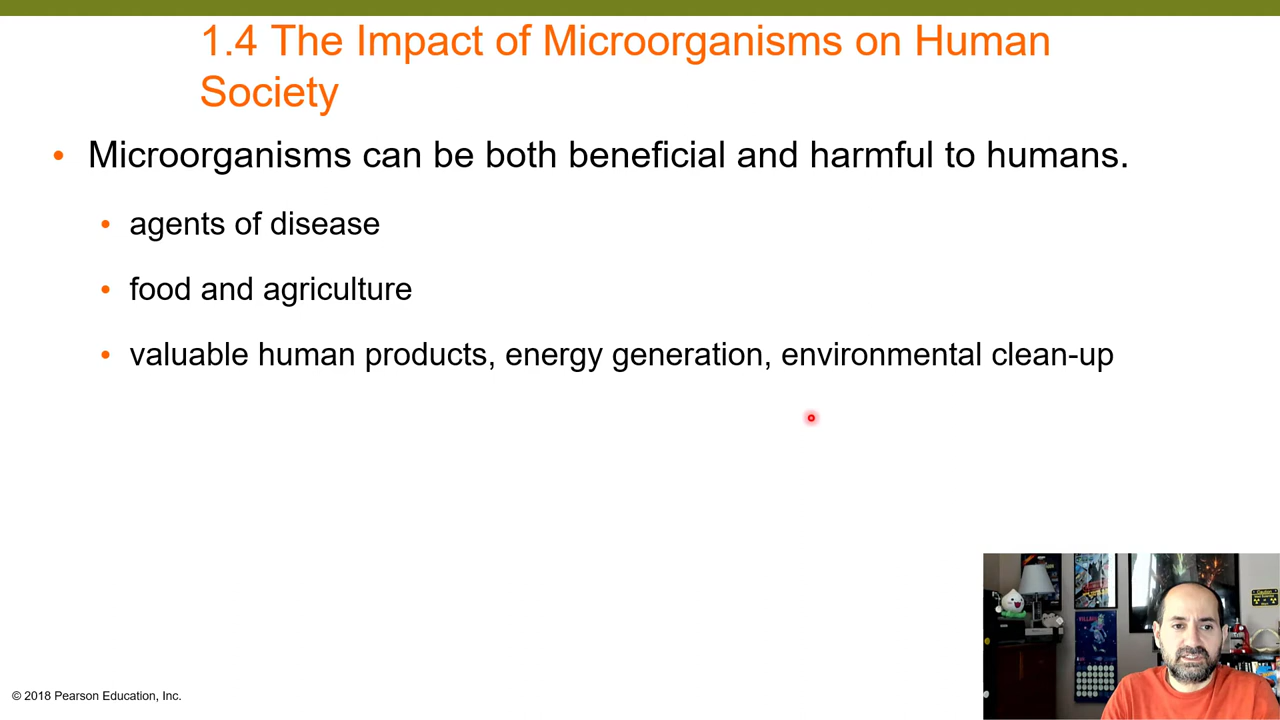 1.4 The Impact of Microorganisms on Human
Society
• Microorganisms can be both beneficial and harmful to humans.
• agents of disease
• food and agriculture
• valuable human products, energy generation, environmental clean-up
© 2018 Pearson Education, Inc.